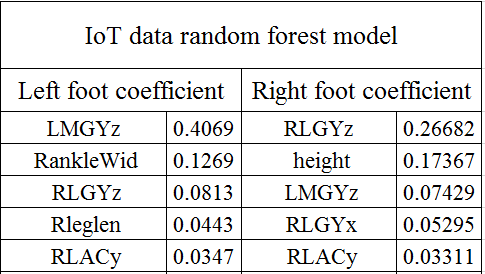 IoT data random forest model
Left foot coefficient Right foot coefficient
LMGYz 0.4069 RLGYz 0.26682
RankleWid 0.1269 height 0.17367
RLGYz 0.0813 LMGYz 0.07429
Rleglen 0.0443 RLGYx 0.05295
RLACy 0.0347 RLACy 0.03311